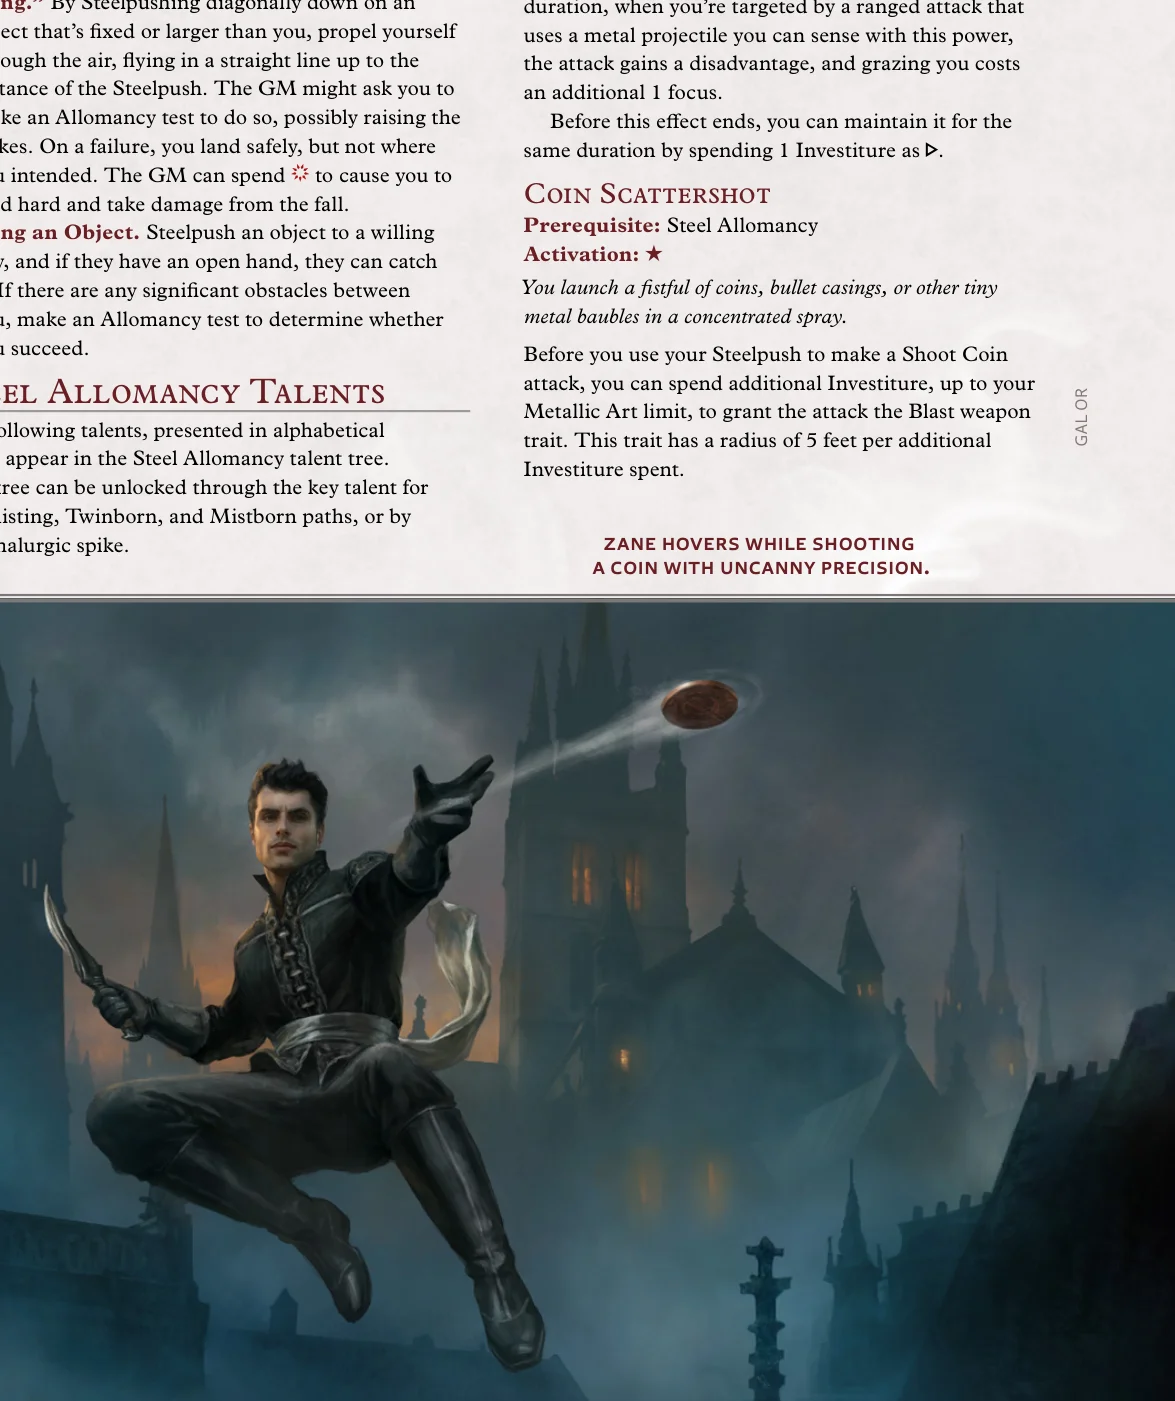 ng." By Steelpushing diagonally down on an
ect that's fixed or larger than you, propel yourself
ough the air, flying in a straight line up to the
tance of the Steelpush. The GM might ask you to
ke an Allomancy test to do so, possibly raising the
kes. On a failure, you land safely, but not where
u intended. The GM can spend to cause you to
d hard and take damage from the fall.
ng an Object. Steelpush an object to a willing
y, and if they have an open hand, they can catch
If there are any significant obstacles between
u, make an Allomancy test to determine whether
u succeed.
EEL ALLOMANCY TALENTS
ollowing talents, presented in alphabetical
appear in the Steel Allomancy talent tree.
tree can be unlocked through the key talent for
isting, Twinborn, and Mistborn paths, or by
nalurgic spike.
duration, when you're targeted by a ranged attack that
uses a metal projectile you can sense with this power,
the attack gains a disadvantage, and grazing you costs
an additional 1 focus.
Before this effect ends, you can maintain it for the
same duration by spending 1 Investiture as ▷.
COIN SCATTERSHOT
Prerequisite: Steel Allomancy
Activation: ★
You launch a fistful of coins, bullet casings, or other tiny
metal baubles in a concentrated spray.
Before you use your Steelpush to make a Shoot Coin
attack, you can spend additional Investiture, up to your
Metallic Art limit, to grant the attack the Blast weapon
trait. This trait has a radius of 5 feet per additional
Investiture spent.
GAL OR
ZANE HOVERS WHILE SHOOTING
A COIN WITH UNCANNY PRECISION.